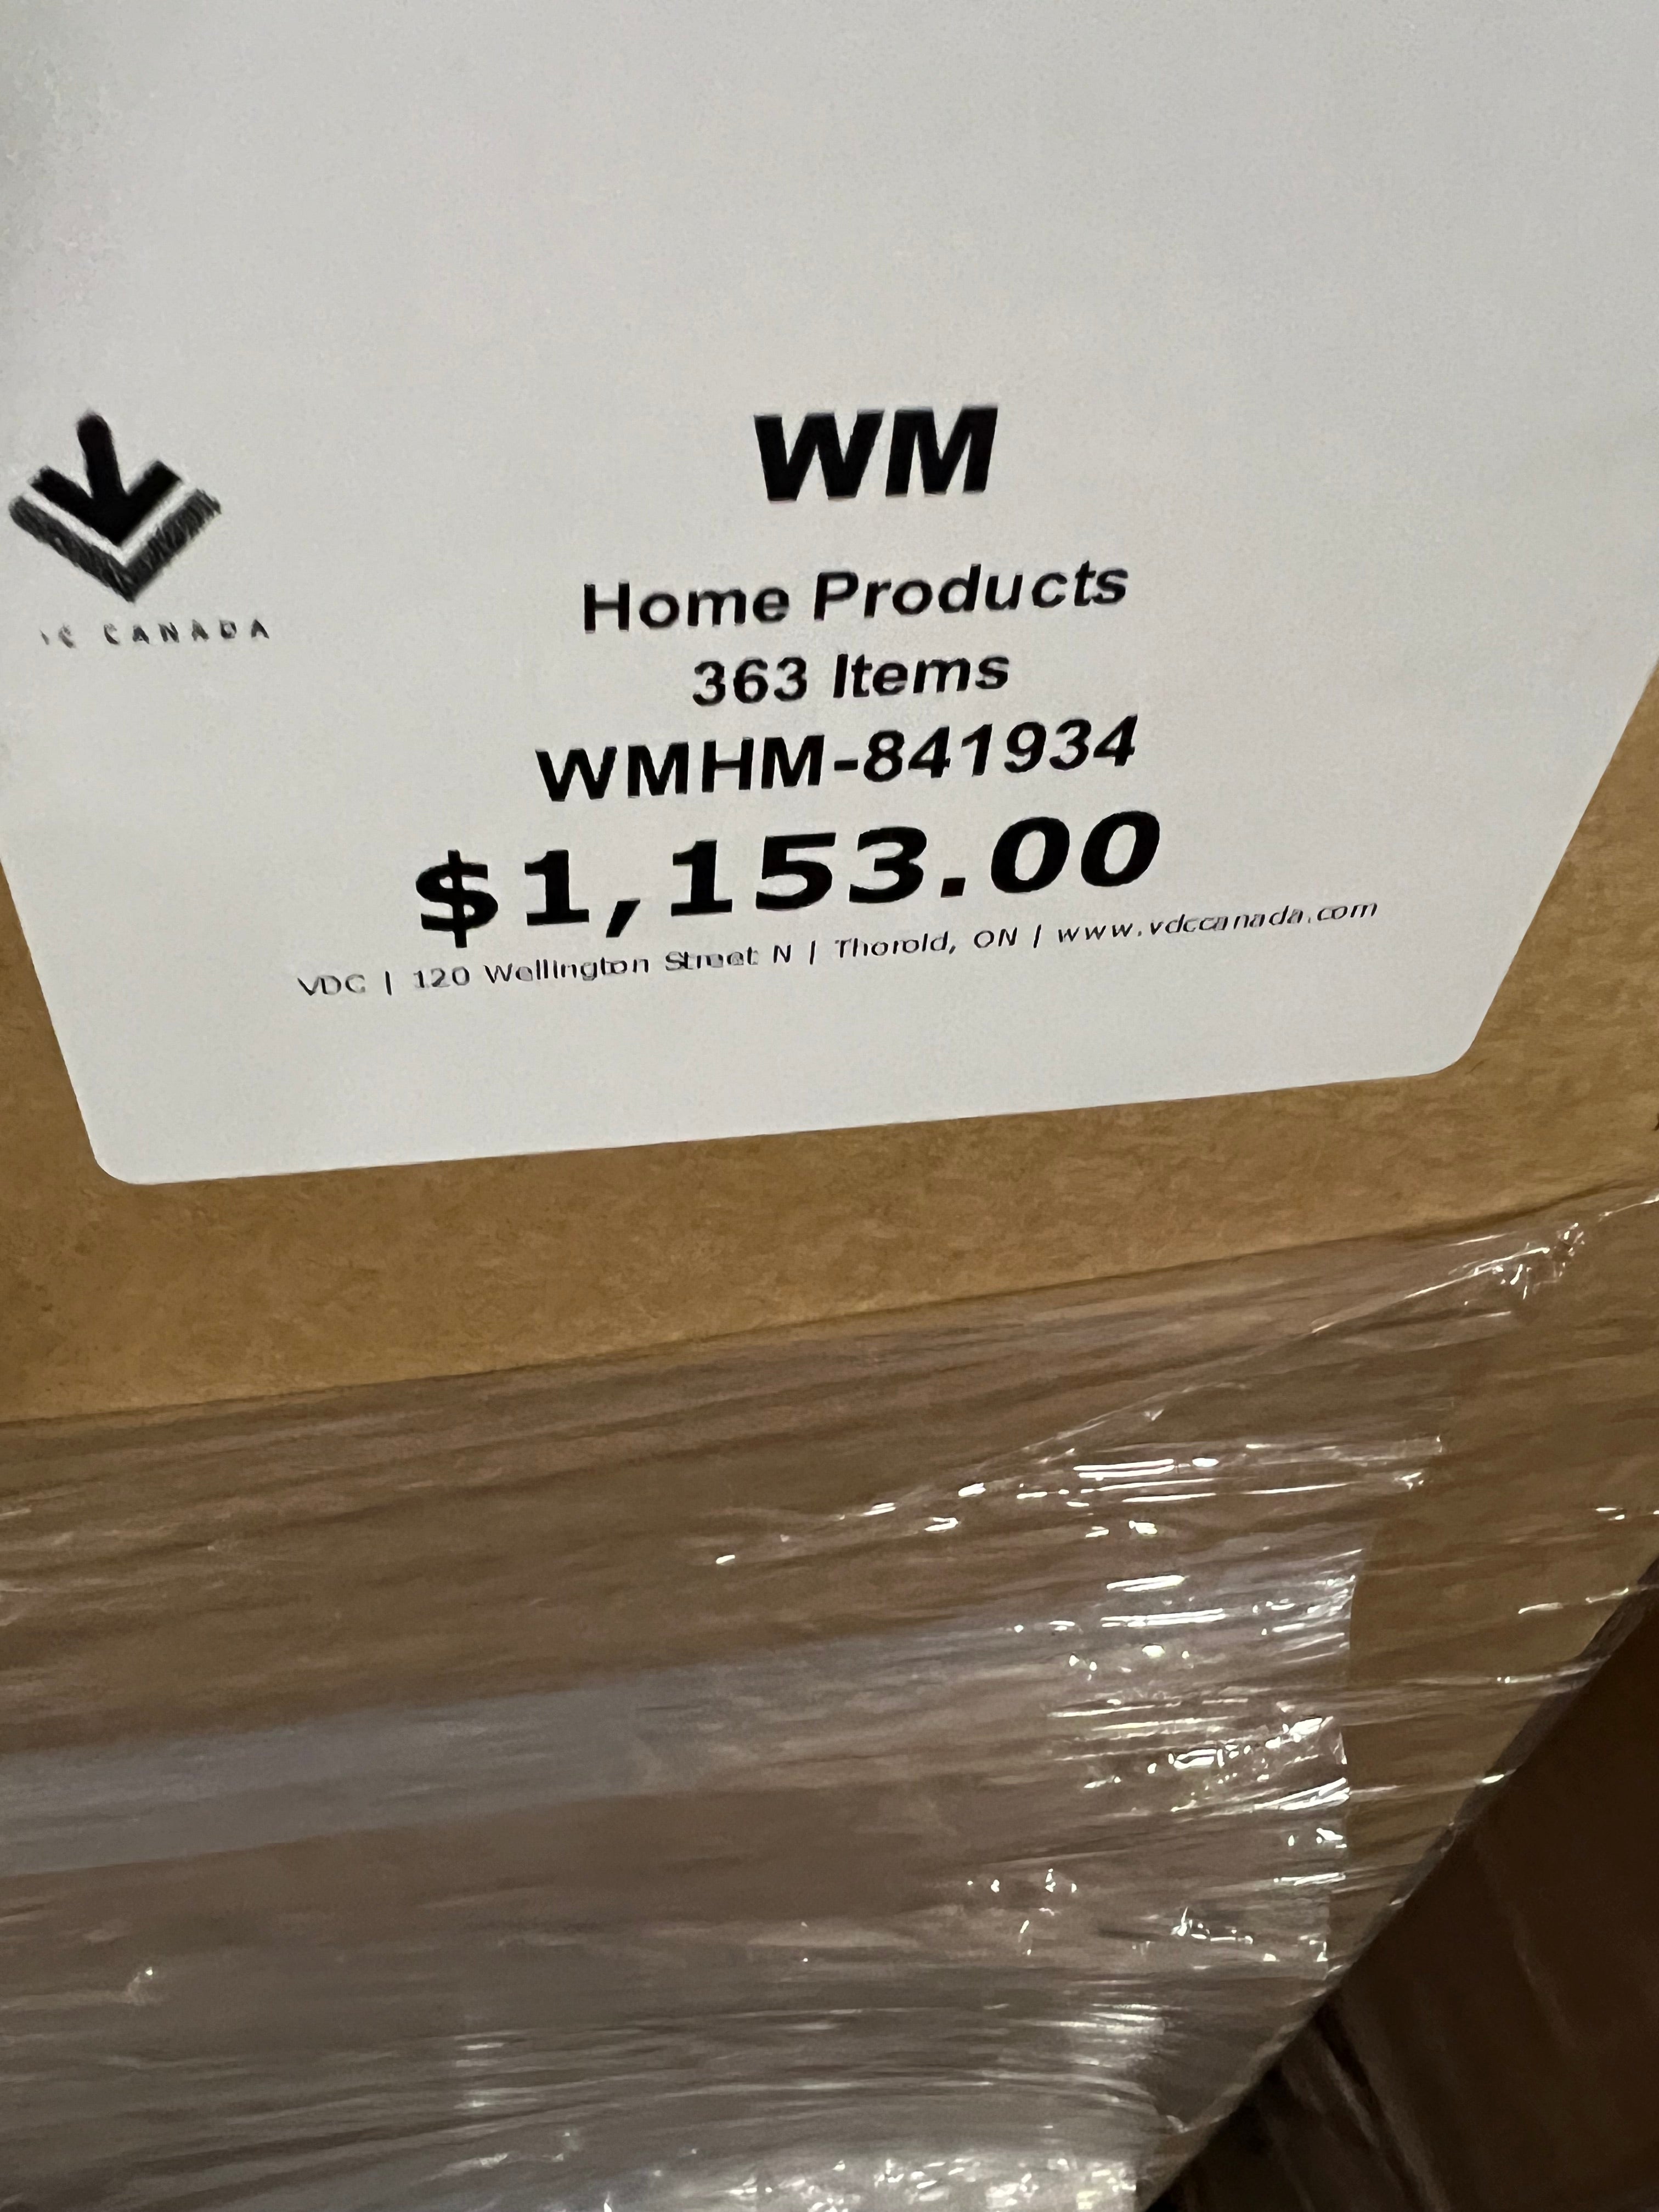 WM
Home Products
363 Items
WMHM-841934
$1,153.00
VDC | 120 Wellington Street N | Thorold, ON | www.vdccanada.com
CANADA